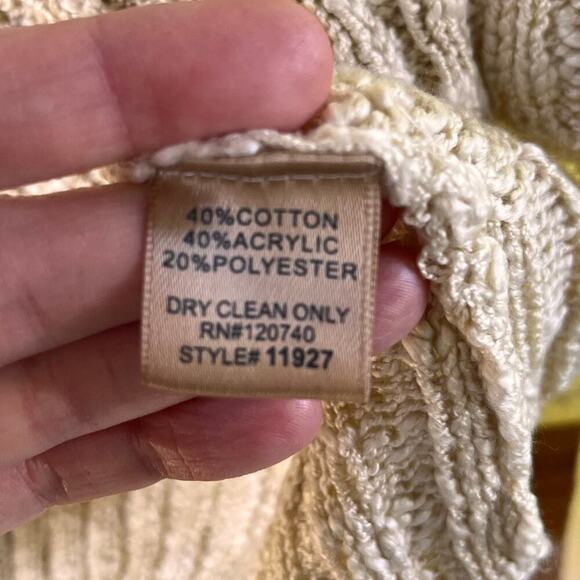 40%COTTON
40%ACRYLIC
20%POLYESTER
DRY CLEAN ONLY
RN#120740
STYLE# 11927